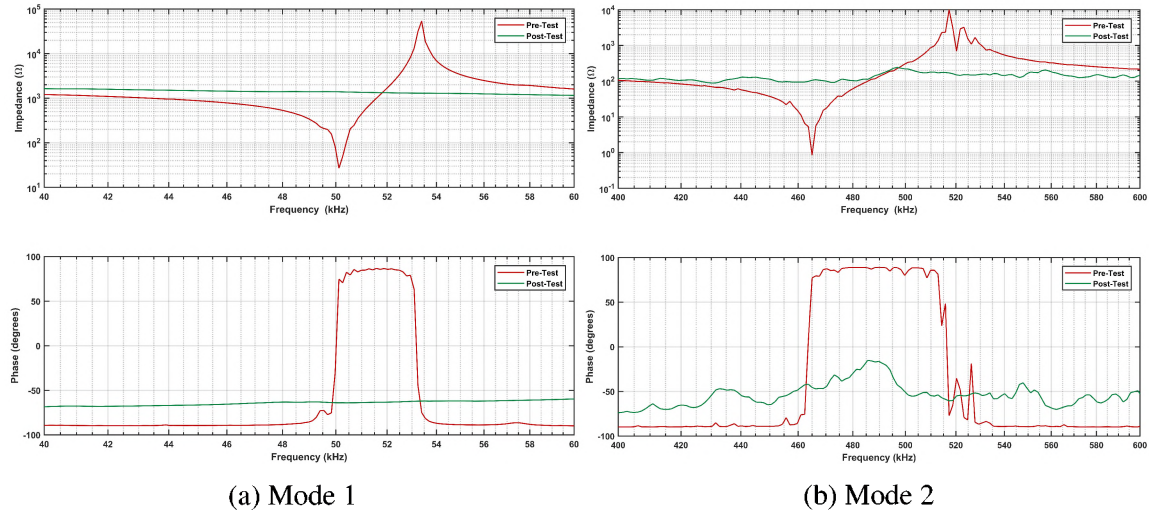 10^5
10^4
10^3
10^2
10^1
Impedance (Ω)
Pre-Test
Post-Test
40 42 44 46 48 50 52 54 56 58 60
Frequency (kHz)
10^4
10^3
10^2
10^1
10^0
10^-1
Impedance (Ω)
Pre-Test
Post-Test
400 420 440 460 480 500 520 540 560 580 600
Frequency (kHz)
100
50
0
-50
-100
Phase (degrees)
Pre-Test
Post-Test
40 42 44 46 48 50 52 54 56 58 60
Frequency (kHz)
100
50
0
-50
-100
Phase (degrees)
Pre-Test
Post-Test
400 420 440 460 480 500 520 540 560 580 600
Frequency (kHz)
(a) Mode 1
(b) Mode 2